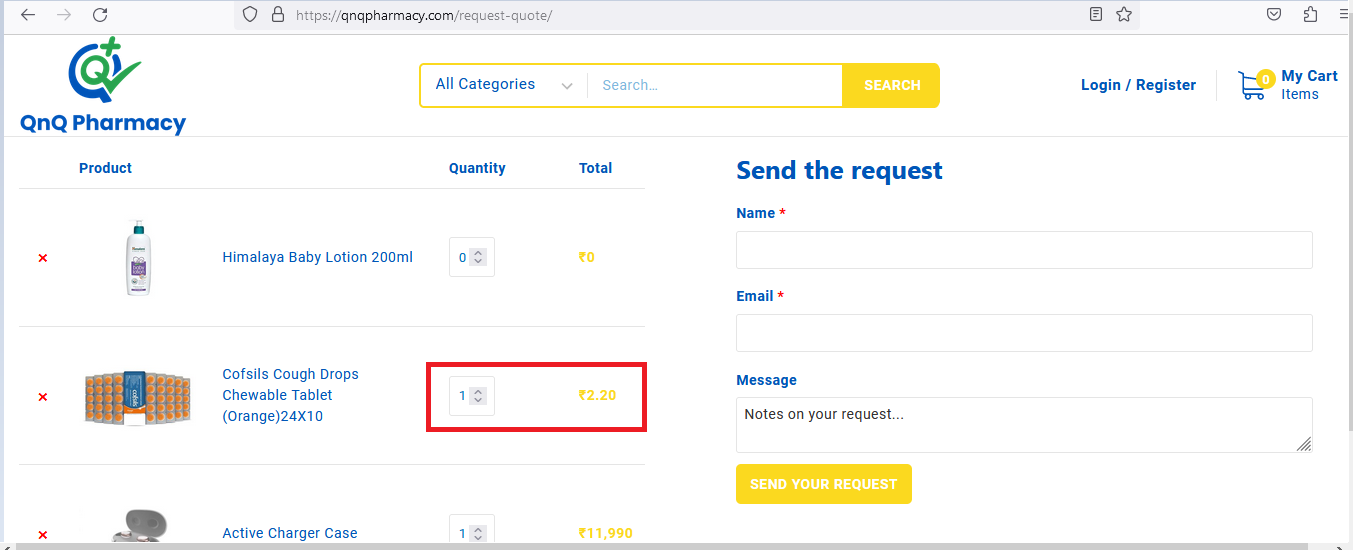 https://qnqpharmacy.com/request-quote/
QnQ Pharmacy
All Categories
Search...
SEARCH
Login / Register
0
My Cart
Items
Product Quantity Total
Himalaya Baby Lotion 200ml
0
₹0
Cofsils Cough Drops
Chewable Tablet
(Orange)24X10
1
₹2.20
Active Charger Case
1
₹11,990
Send the request
Name *
Email *
Message
Notes on your request...
SEND YOUR REQUEST